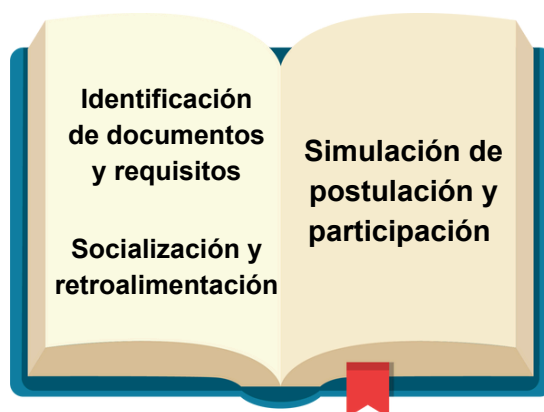 Identificación
de documentos
y requisitos
Socialización y
retroalimentación
Simulación de
postulación y
participación